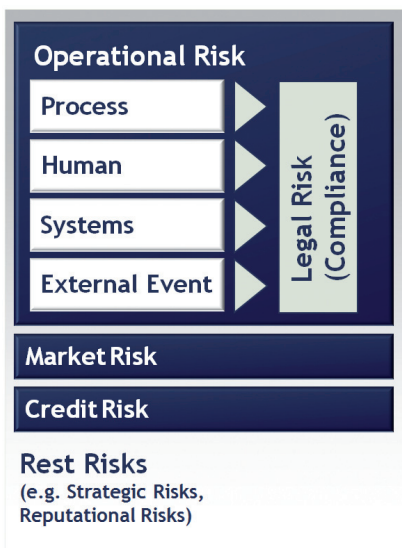 Operational Risk
Process
Human
Systems
External Event
Legal Risk
(Compliance)
Market Risk
Credit Risk
Rest Risks
(e.g. Strategic Risks,
Reputational Risks)